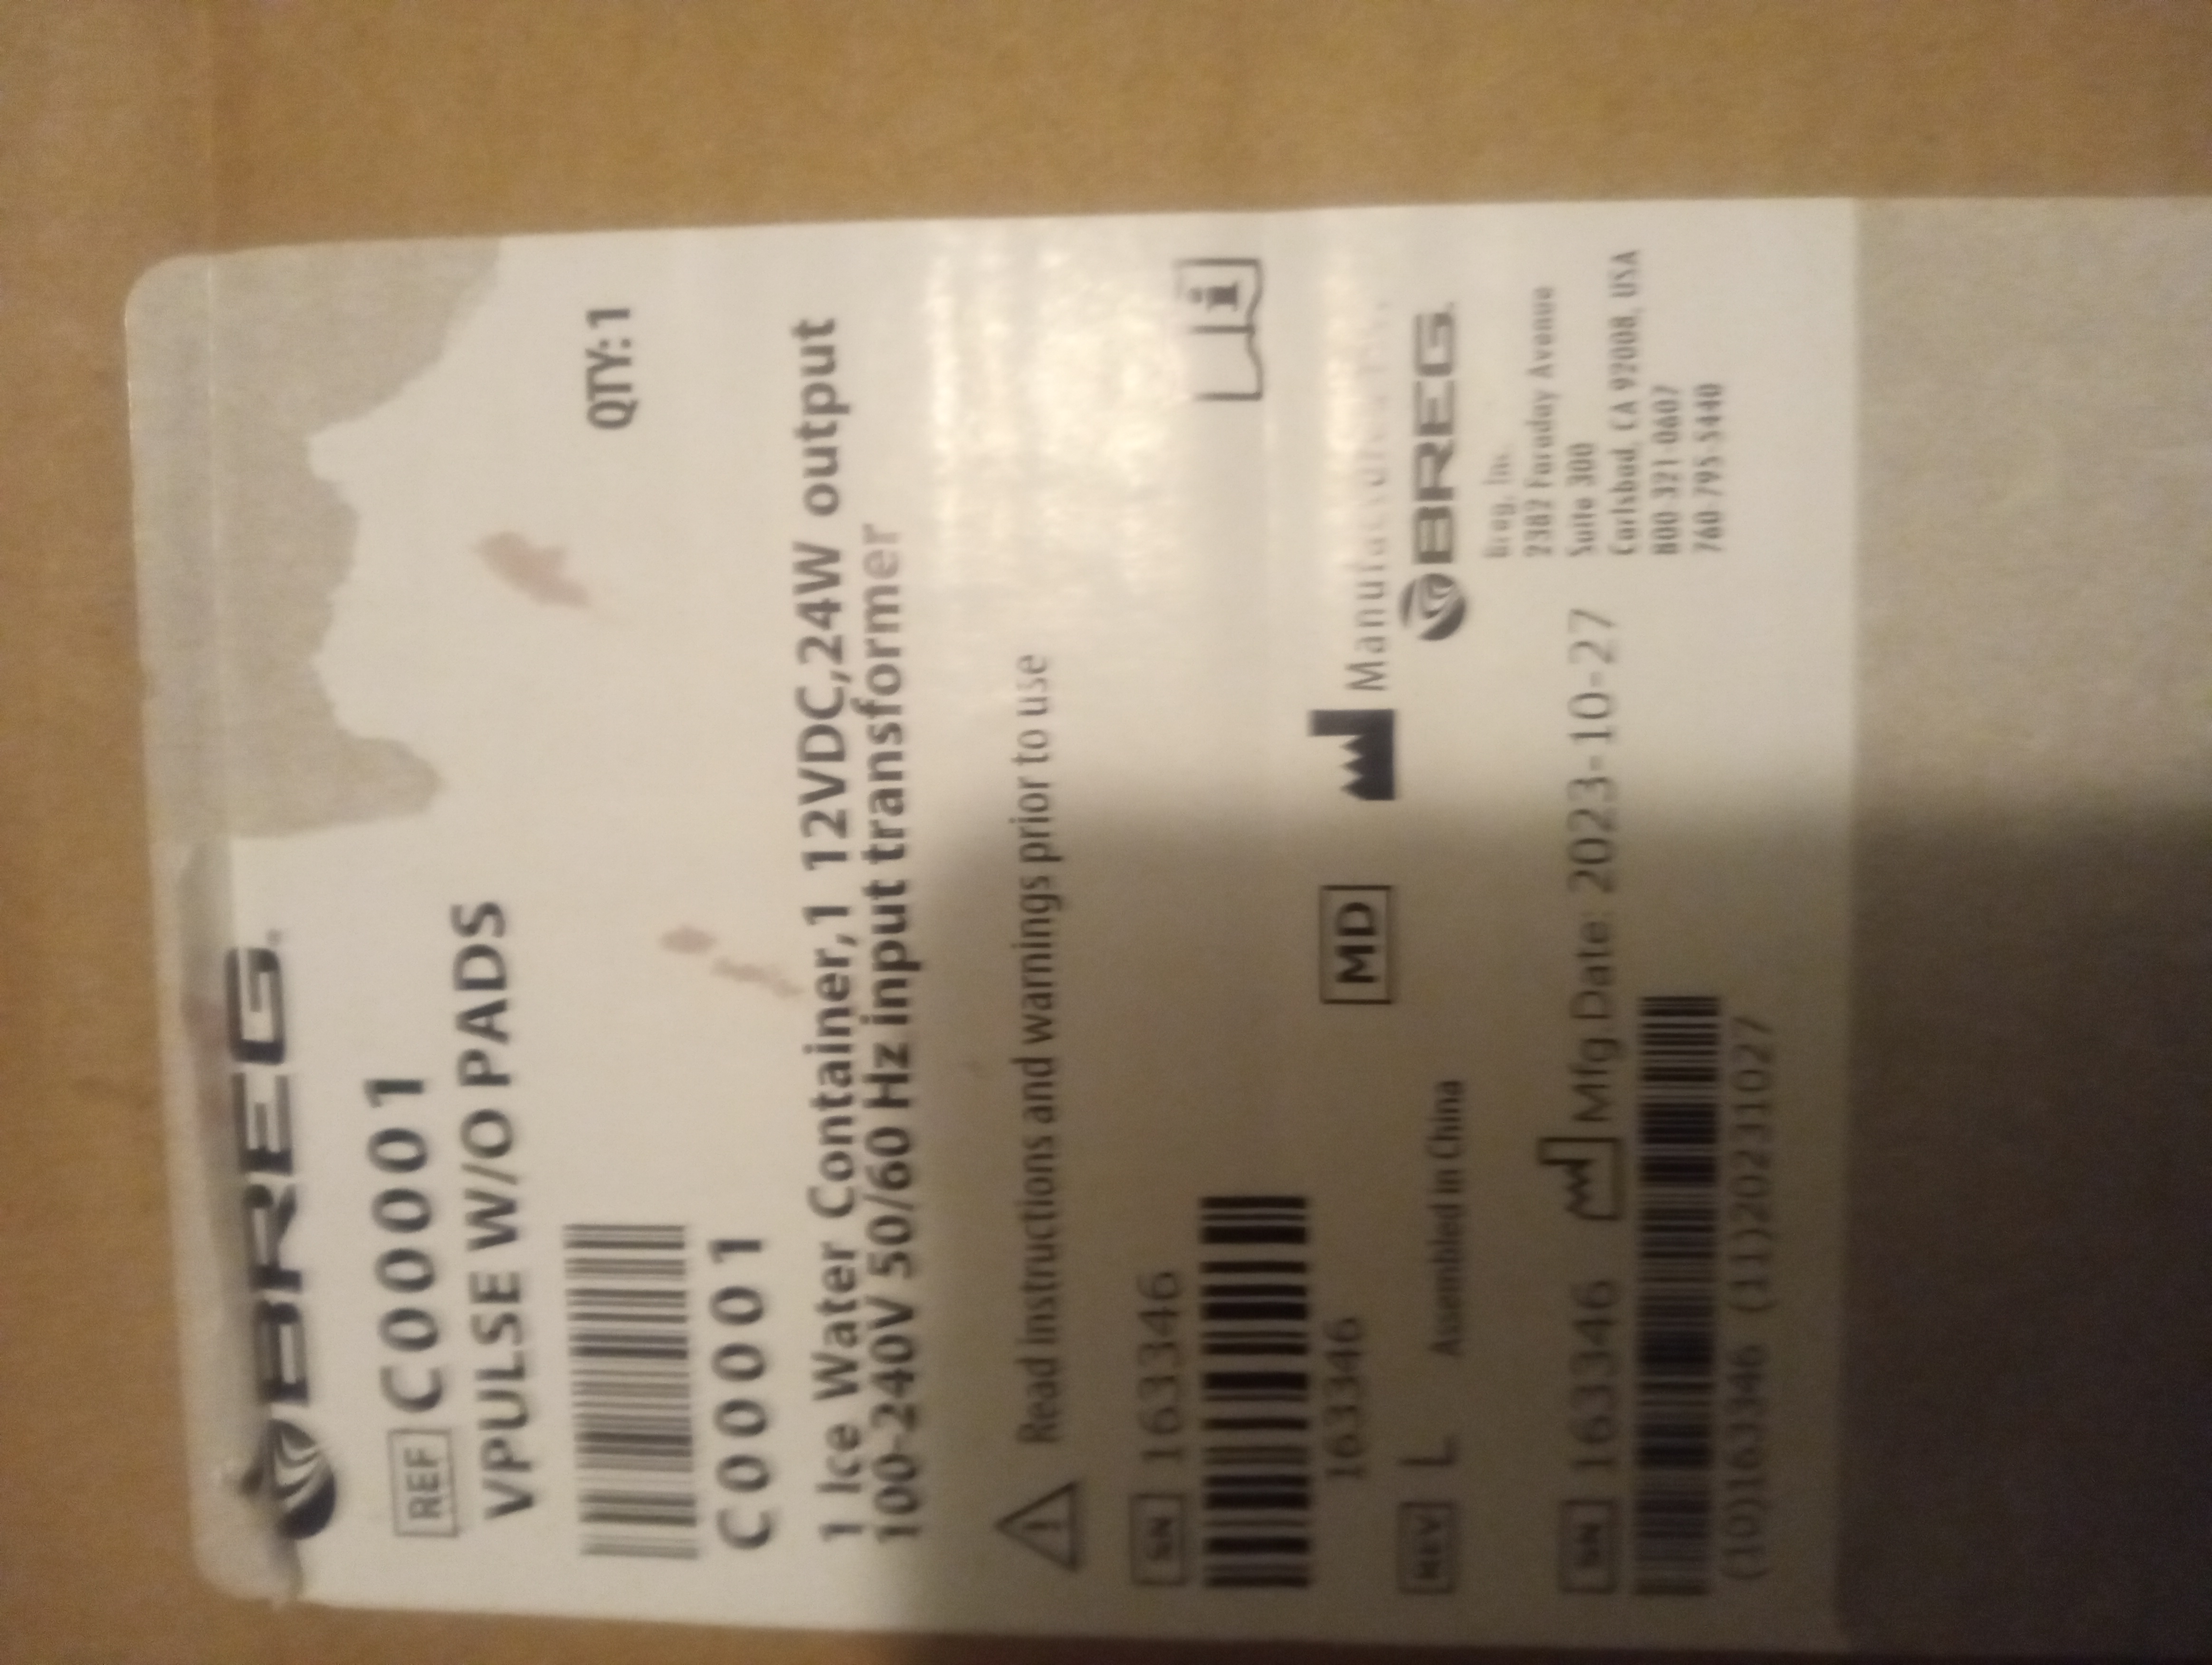 BREG®
REF C00001
VPULSE W/O PADS
QTY: 1
C00001
1 Ice Water Container,1 12VDC,24W output
100-240V 50/60 Hz input transformer
Read instructions and warnings prior to use
SN 163346
163346
MD
Manufactured
REV L
Assembled in China
BREG.
Breg, Inc.
2382 Faraday Avenue
Suite 300
Carlsbad, CA 92008, USA
800-321-0607
760-795-5440
SN 163346
Mfg.Date: 2023-10-27
(10)163346 (11)20231027